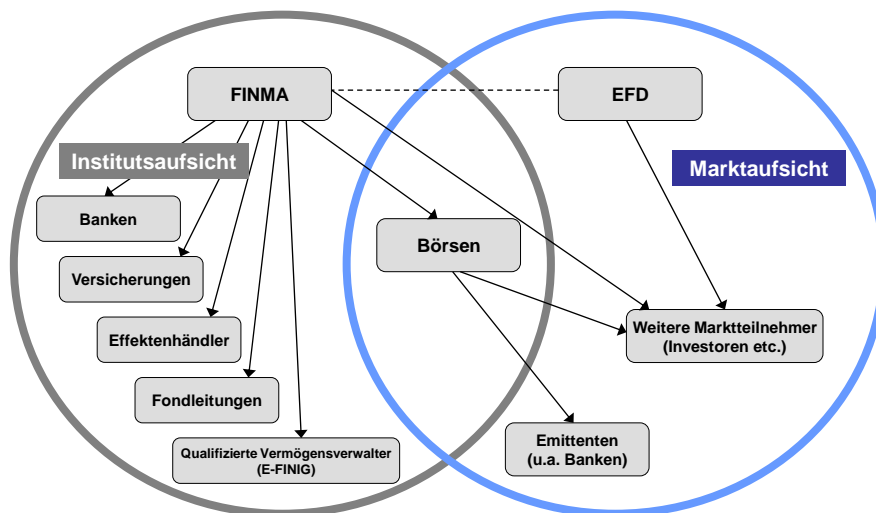 FINMA
EFD
Institutsaufsicht
Marktaufsicht
Banken
Börsen
Versicherungen
Effektenhändler
Weitere Marktteilnehmer
(Investoren etc.)
Fondleitungen
Qualifizierte Vermögensverwalter
(E-FINIG)
Emittenten
(u.a. Banken)